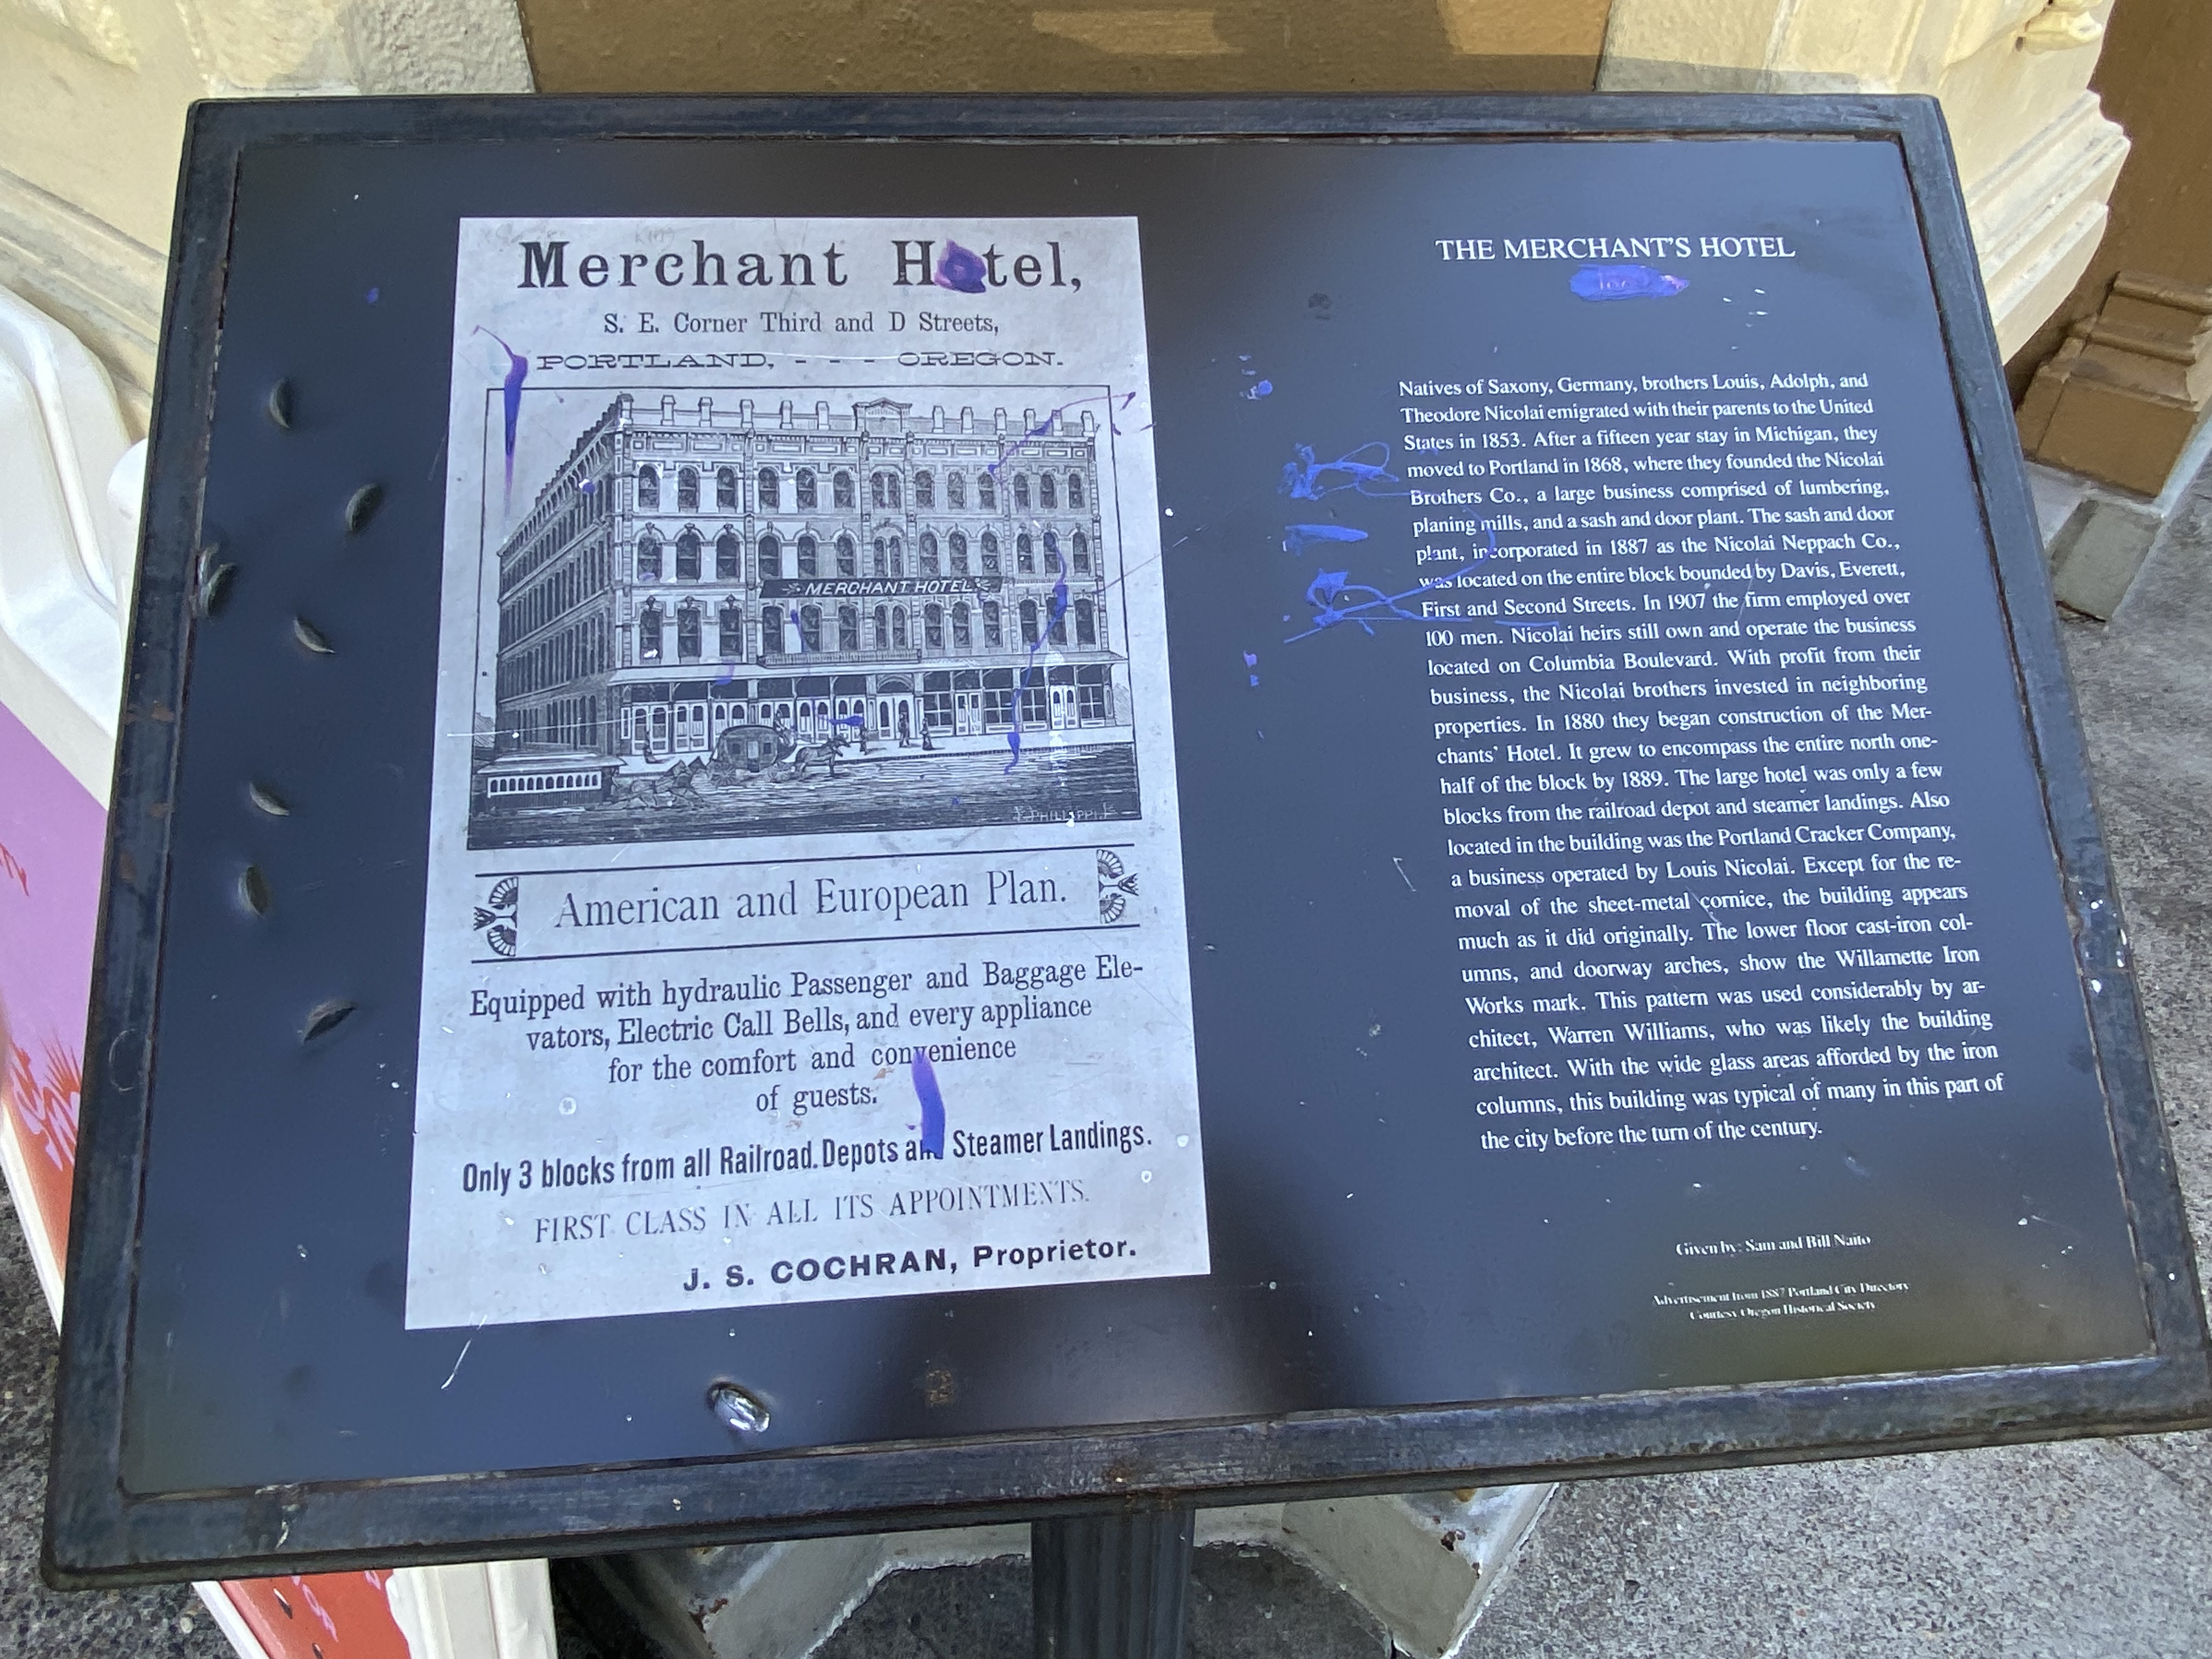 Merchant Hotel,
S. E. Corner Third and D Streets,
PORTLAND, - - - OREGON.
MERCHANT HOTEL
American and European Plan.
Equipped with hydraulic Passenger and Baggage Ele-
vators, Electric Call Bells, and every appliance
for the comfort and convenience
of guests.
Only 3 blocks from all Railroad Depots and Steamer Landings.
FIRST CLASS IN ALL ITS APPOINTMENTS.
J. S. COCHRAN, Proprietor.
THE MERCHANT'S HOTEL
Natives of Saxony, Germany, brothers Louis, Adolph, and
Theodore Nicolai emigrated with their parents to the United
States in 1853. After a fifteen year stay in Michigan, they
moved to Portland in 1868, where they founded the Nicolai
Brothers Co., a large business comprised of lumbering,
planing mills, and a sash and door plant. The sash and door
plant, incorporated in 1887 as the Nicolai Neppach Co.,
was located on the entire block bounded by Davis, Everett,
First and Second Streets. In 1907 the firm employed over
100 men. Nicolai heirs still own and operate the business
located on Columbia Boulevard. With profit from their
business, the Nicolai brothers invested in neighboring
properties. In 1880 they began construction of the Mer-
chants' Hotel. It grew to encompass the entire north one-
half of the block by 1889. The large hotel was only a few
blocks from the railroad depot and steamer landings. Also
located in the building was the Portland Cracker Company,
a business operated by Louis Nicolai. Except for the re-
moval of the sheet-metal cornice, the building appears
much as it did originally. The lower floor cast-iron col-
umns, and doorway arches, show the Willamette Iron
Works mark. This pattern was used considerably by ar-
chitect, Warren Williams, who was likely the building
architect. With the wide glass areas afforded by the iron
columns, this building was typical of many in this part of
the city before the turn of the century.
Given by: Sam and Bill Naito
Advertisement from 1887 Portland City Directory
Courtesy Oregon Historical Society